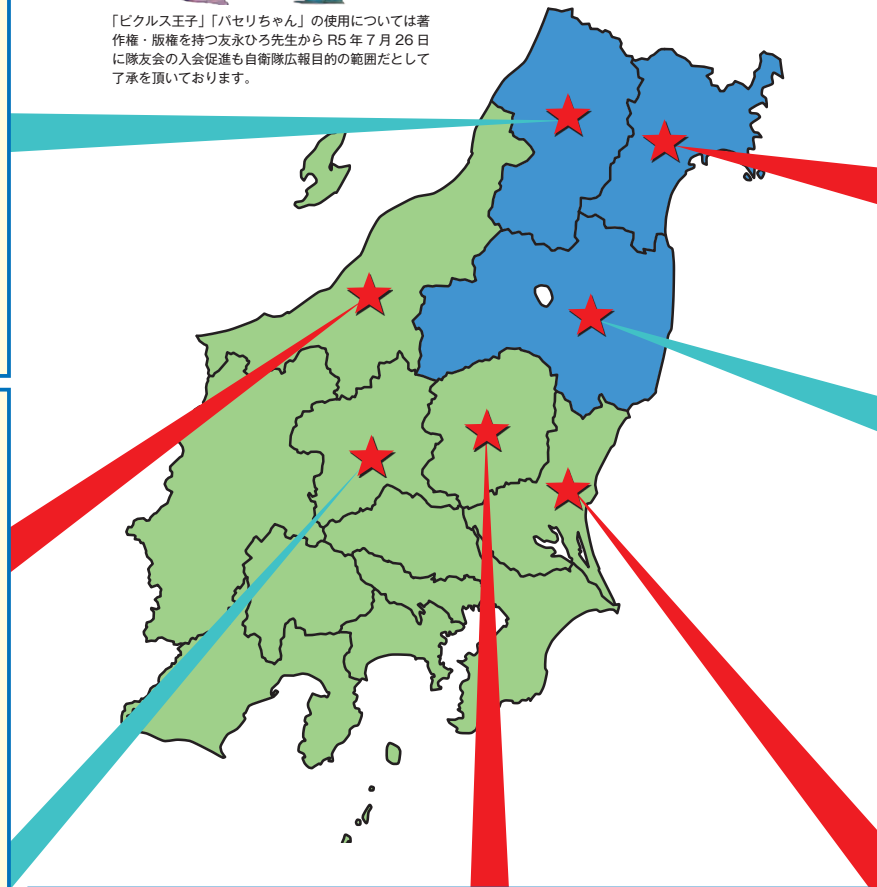 「ピクルス王子」「パセリちゃん」の使用については著
作権・版権を持つ友永ひろ先生から R5 年 7 月 26 日
に隊友会の入会促進も自衛隊広報目的の範囲だとして
了承を頂いております。